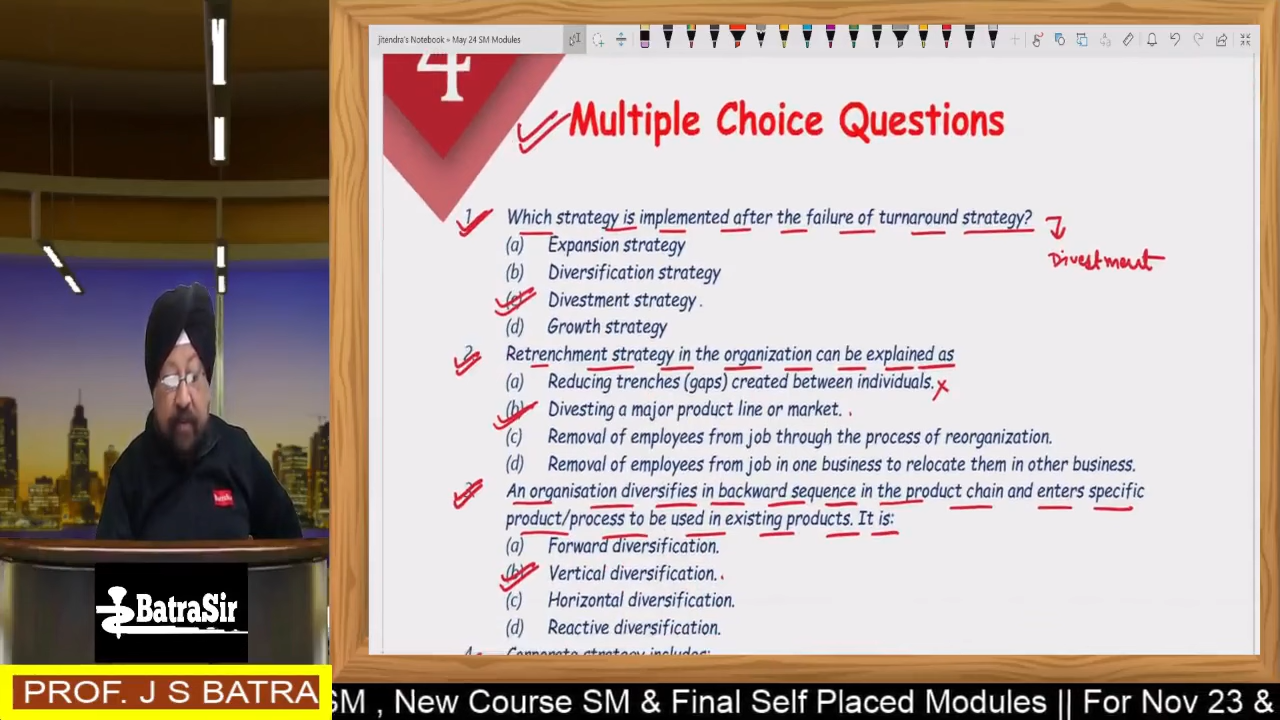 jitendra's Notebook » May 24 SM Modules
4
Multiple Choice Questions
1. Which strategy is implemented after the failure of turnaround strategy?
(a) Expansion strategy
Divestment
(b) Diversification strategy
(c) Divestment strategy.
(d) Growth strategy
2. Retrenchment strategy in the organization can be explained as
(a) Reducing trenches (gaps) created between individuals. x
(b) Divesting a major product line or market.
(c) Removal of employees from job through the process of reorganization.
(d) Removal of employees from job in one business to relocate them in other business.
3. An organisation diversifies in backward sequence in the product chain and enters specific
product/process to be used in existing products. It is:
(a) Forward diversification.
(b) Vertical diversification.
(c) Horizontal diversification.
(d) Reactive diversification.
4. Corporate strategy includes:
BatraSir
PROF. J S BATRA
SM , New Course SM & Final Self Placed Modules || For Nov 23 &